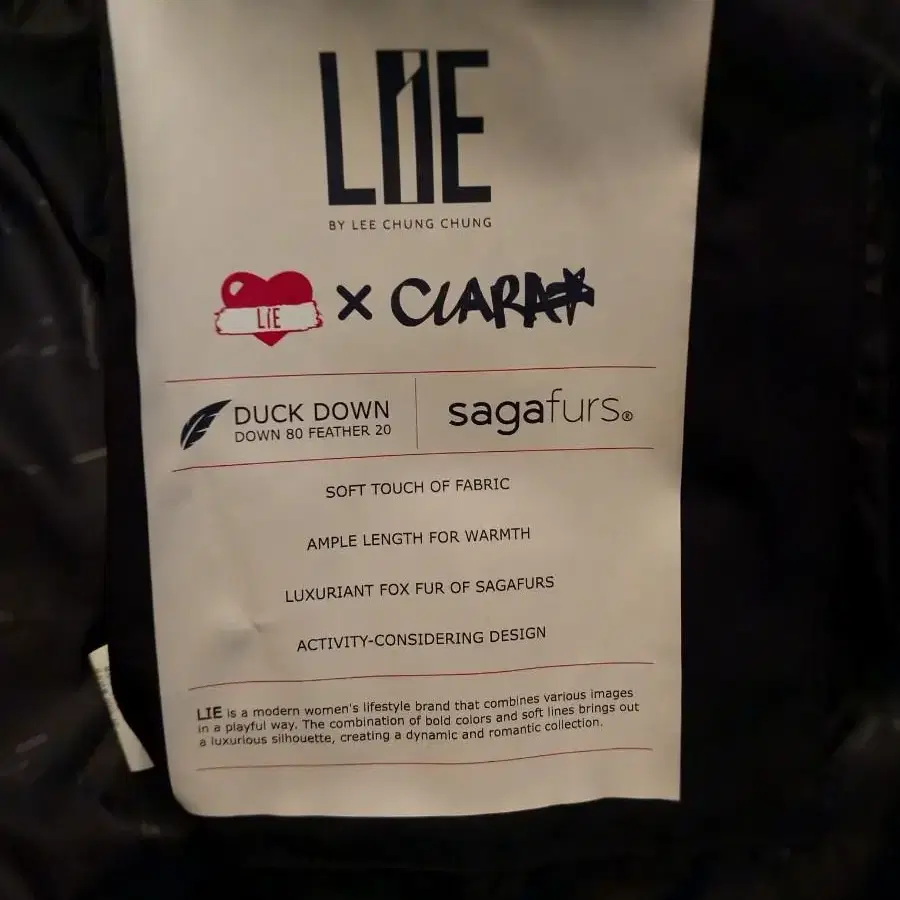 LIE
BY LEE CHUNG CHUNG
LIE X CLARA
DUCK DOWN
DOWN 80 FEATHER 20
sagafurs®
SOFT TOUCH OF FABRIC
AMPLE LENGTH FOR WARMTH
LUXURIANT FOX FUR OF SAGAFURS
ACTIVITY-CONSIDERING DESIGN
LIE is a modern women's lifestyle brand that combines various images
in a playful way. The combination of bold colors and soft lines brings out
a luxurious silhouette, creating a dynamic and romantic collection.